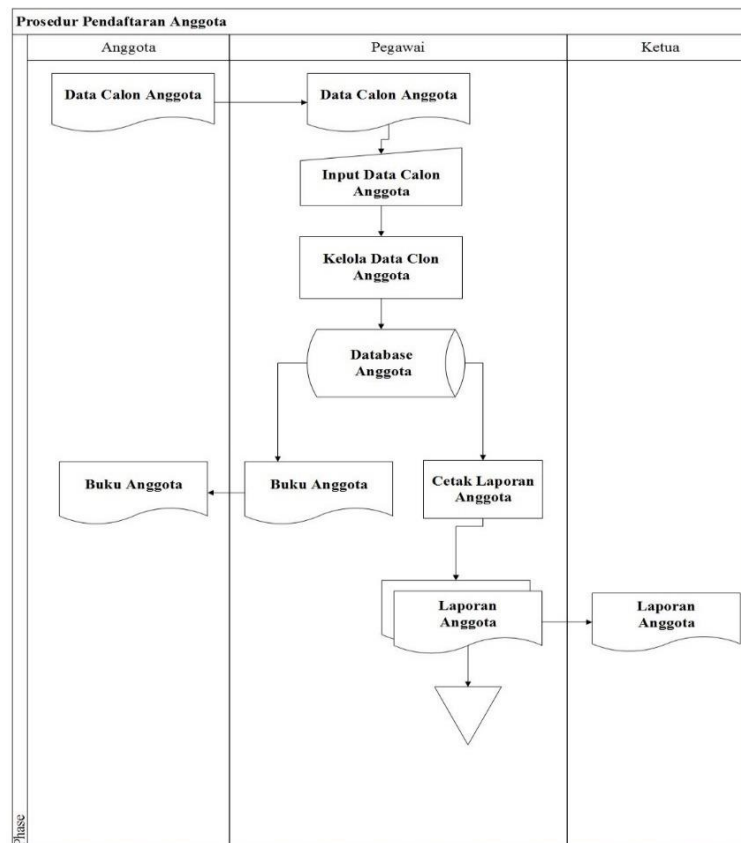 Prosedur Pendaftaran Anggota
Anggota
Pegawai
Ketua
Data Calon Anggota
Data Calon Anggota
Input Data Calon
Anggota
Kelola Data Clon
Anggota
Database
Anggota
Buku Anggota
Buku Anggota
Cetak Laporan
Anggota
Laporan
Anggota
Laporan
Anggota
Phase